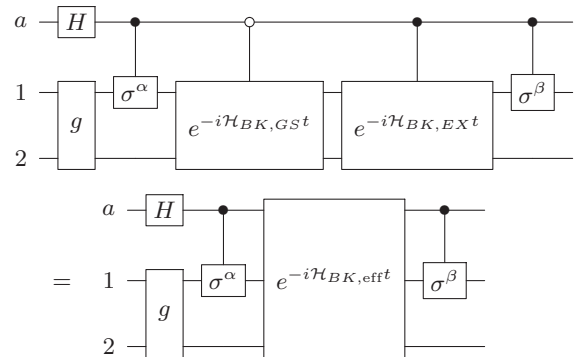 a H
1 g σ^α e^{-iℋ_{BK,GS}t} e^{-iℋ_{BK,EX}t} σ^β
2
a H
= 1 g σ^α e^{-iℋ_{BK,eff}t} σ^β
2